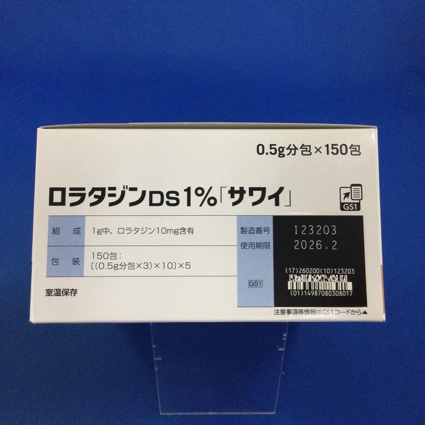 0.5g分包×150包
ロラタジンDS1%「サワイ」
GS1
組成 1g中、ロラタジン10mg含有
包装 150包:
[{(0.5g分包×3)×10}×5
室温保存
製造番号 123203
使用期限 2026.2
GS1
(17)260200(10)123203
(01)14987080308017
注意事項等情報はGS1コードから▲